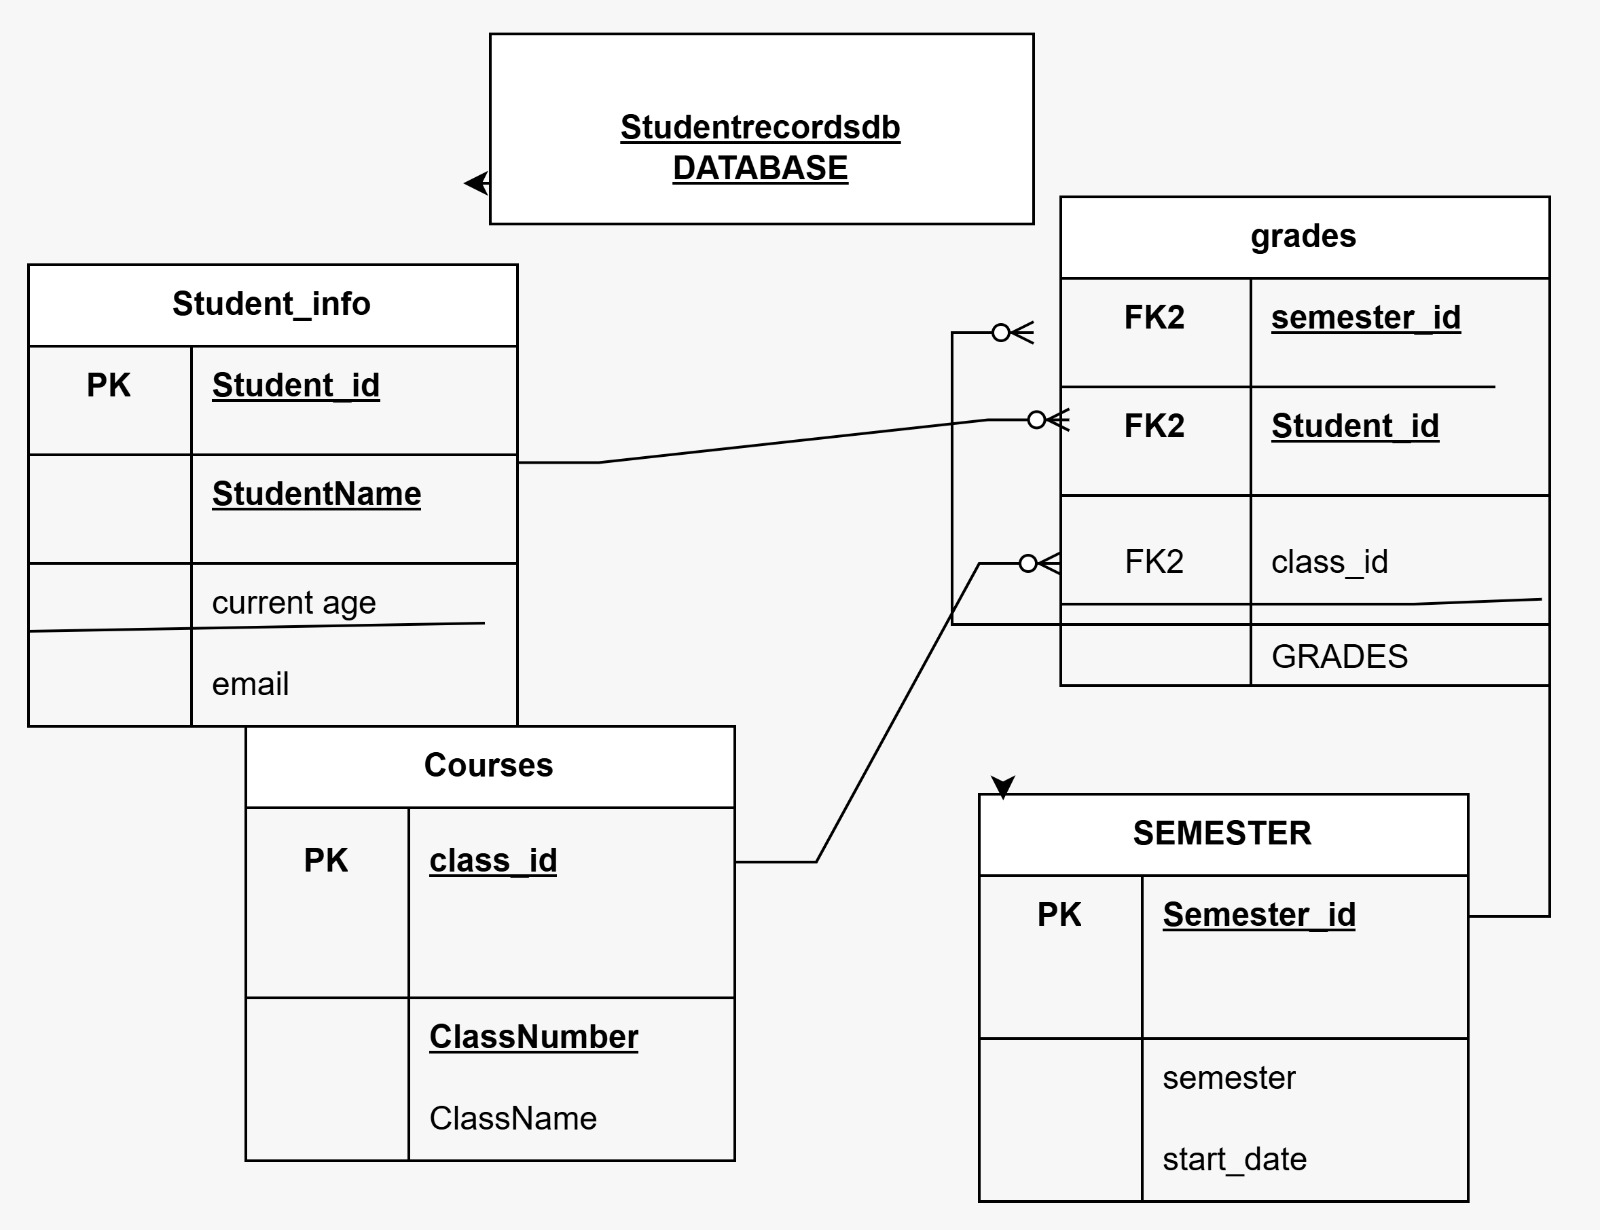 Studentrecordsdb
DATABASE
Student_info
PK Student_id
StudentName
current age
email
grades
FK2 semester_id
FK2 Student_id
FK2 class_id
GRADES
Courses
PK class_id
ClassNumber
ClassName
SEMESTER
PK Semester_id
semester
start_date